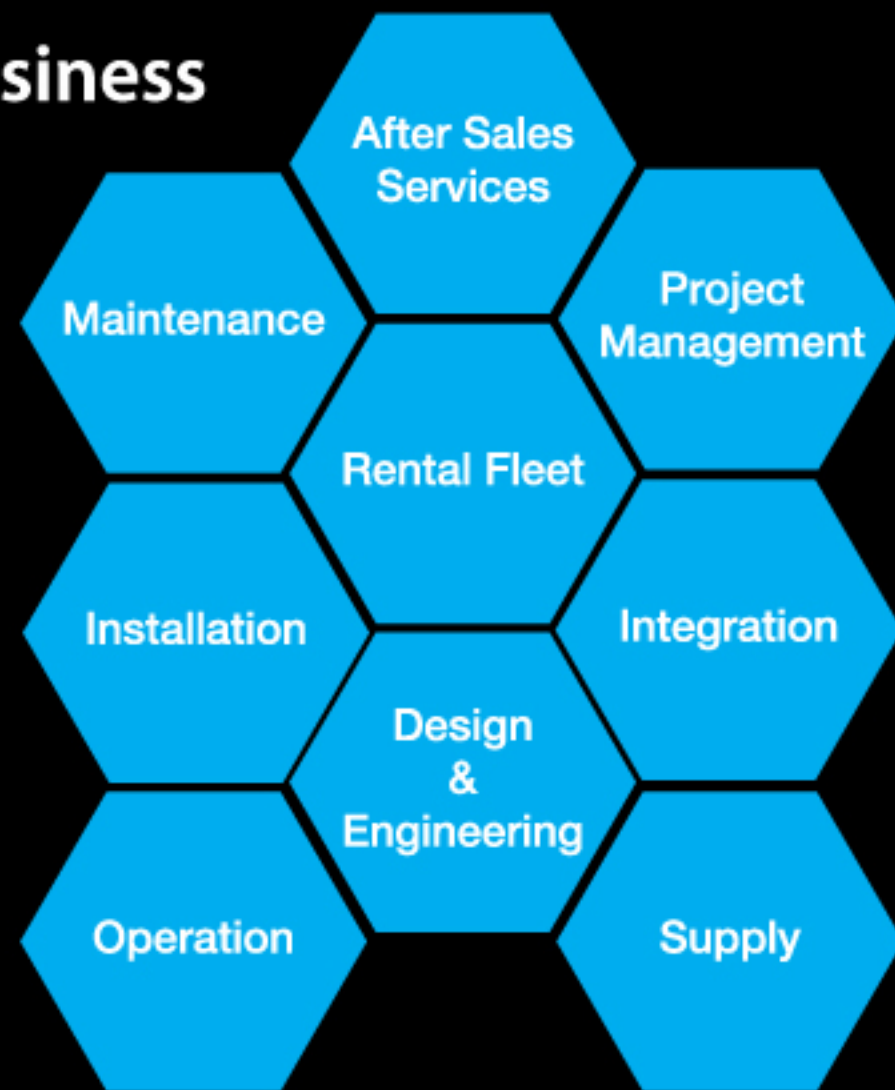 siness
After Sales
Services
Maintenance
Project
Management
Rental Fleet
Installation
Integration
Design
&
Engineering
Operation
Supply